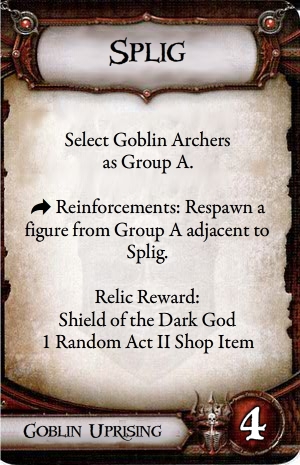 Splig
Select Goblin Archers
as Group A.
Reinforcements: Respawn a
figure from Group A adjacent to
Splig.
Relic Reward:
Shield of the Dark God
1 Random Act II Shop Item
Goblin Uprising
4